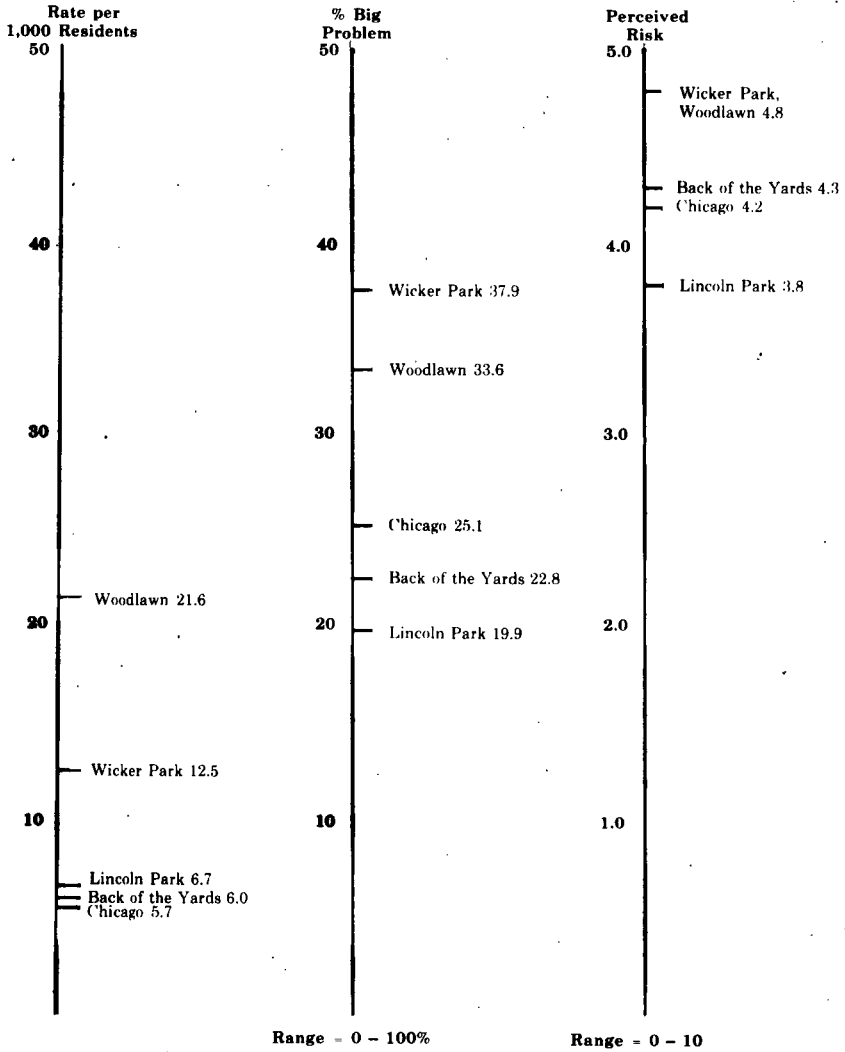 Rate per
1,000 Residents
50
40
30
Woodlawn 21.6
20
Wicker Park 12.5
10
Lincoln Park 6.7
Back of the Yards 6.0
Chicago 5.7
% Big
Problem
50
40
Wicker Park 37.9
Woodlawn 33.6
30
Chicago 25.1
Back of the Yards 22.8
20
Lincoln Park 19.9
10
Range = 0 – 100%
Perceived
Risk
5.0
Wicker Park,
Woodlawn 4.8
Back of the Yards 4.3
Chicago 4.2
4.0
Lincoln Park 3.8
3.0
2.0
1.0
Range = 0 – 10